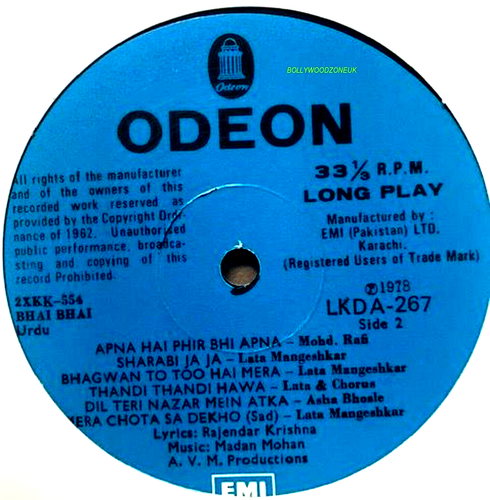 Odeon
BOLLYWOODZONEUK
ODEON
All rights of the manufacturer
and of the owners of this
recorded work reserved as
provided by the Copyright Ordi-
nance of 1962. Unauthorised
public performance, broadca-
sting and copying of this
record Prohibited.
2XKK-554
BHAI BHAI
Urdu
33⅓ R.P.M.
LONG PLAY
Manufactured by :
EMI (Pakistan) LTD.
Karachi.
(Registered Users of Trade Mark)
Ⓟ1978
LKDA-267
Side 2
APNA HAI PHIR BHI APNA – Mohd. Rafi
SHARABI JA JA – Lata Mangeshkar
BHAGWAN TO TOO HAI MERA – Lata Mangeshkar
THANDI THANDI HAWA – Lata & Chorus
DIL TERI NAZAR MEIN ATKA – Asha Bhosle
MERA CHOTA SA DEKHO (Sad) – Lata Mangeshkar
Lyrics: Rajendar Krishna
Music: Madan Mohan
A. V. M. Productions
EMI